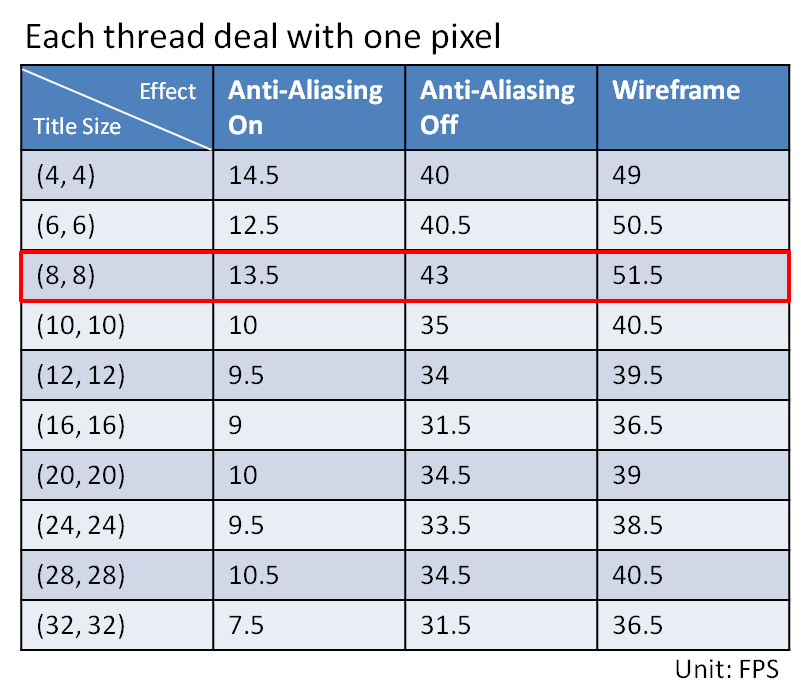 Each thread deal with one pixel
Effect Anti-Aliasing On Anti-Aliasing Off Wireframe
Title Size
(4, 4) 14.5 40 49
(6, 6) 12.5 40.5 50.5
(8, 8) 13.5 43 51.5
(10, 10) 10 35 40.5
(12, 12) 9.5 34 39.5
(16, 16) 9 31.5 36.5
(20, 20) 10 34.5 39
(24, 24) 9.5 33.5 38.5
(28, 28) 10.5 34.5 40.5
(32, 32) 7.5 31.5 36.5
Unit: FPS